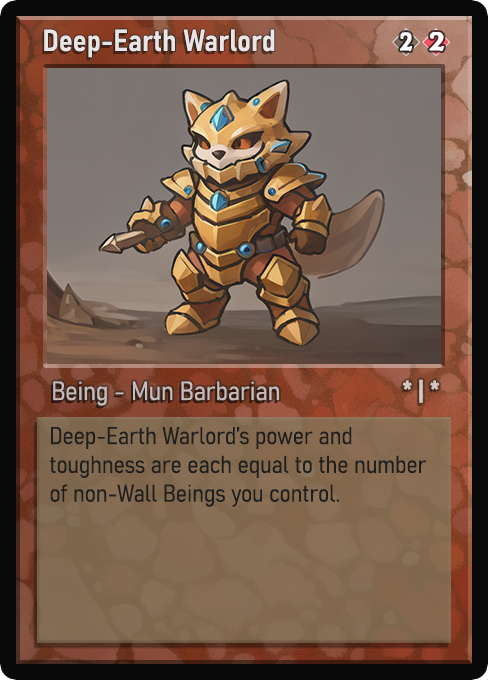 Deep-Earth Warlord 2 2
Being - Mun Barbarian *|*
Deep-Earth Warlord's power and
toughness are each equal to the number
of non-Wall Beings you control.